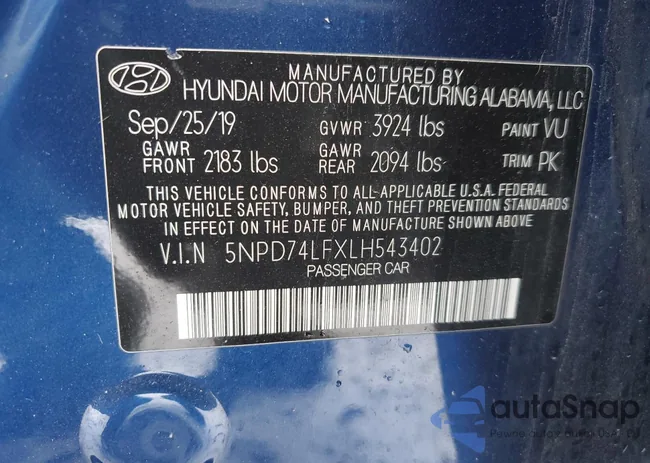 MANUFACTURED BY
HYUNDAI MOTOR MANUFACTURING ALABAMA, LLC
Sep/25/19 GVWR 3924 lbs PAINT VU
GAWR FRONT 2183 lbs GAWR REAR 2094 lbs TRIM PK
THIS VEHICLE CONFORMS TO ALL APPLICABLE U.S.A. FEDERAL
MOTOR VEHICLE SAFETY, BUMPER, AND THEFT PREVENTION STANDARDS
IN EFFECT ON THE DATE OF MANUFACTURE SHOWN ABOVE
V.I.N 5NPD74LFXLH543402
PASSENGER CAR
autoSnap
Pewne auto z